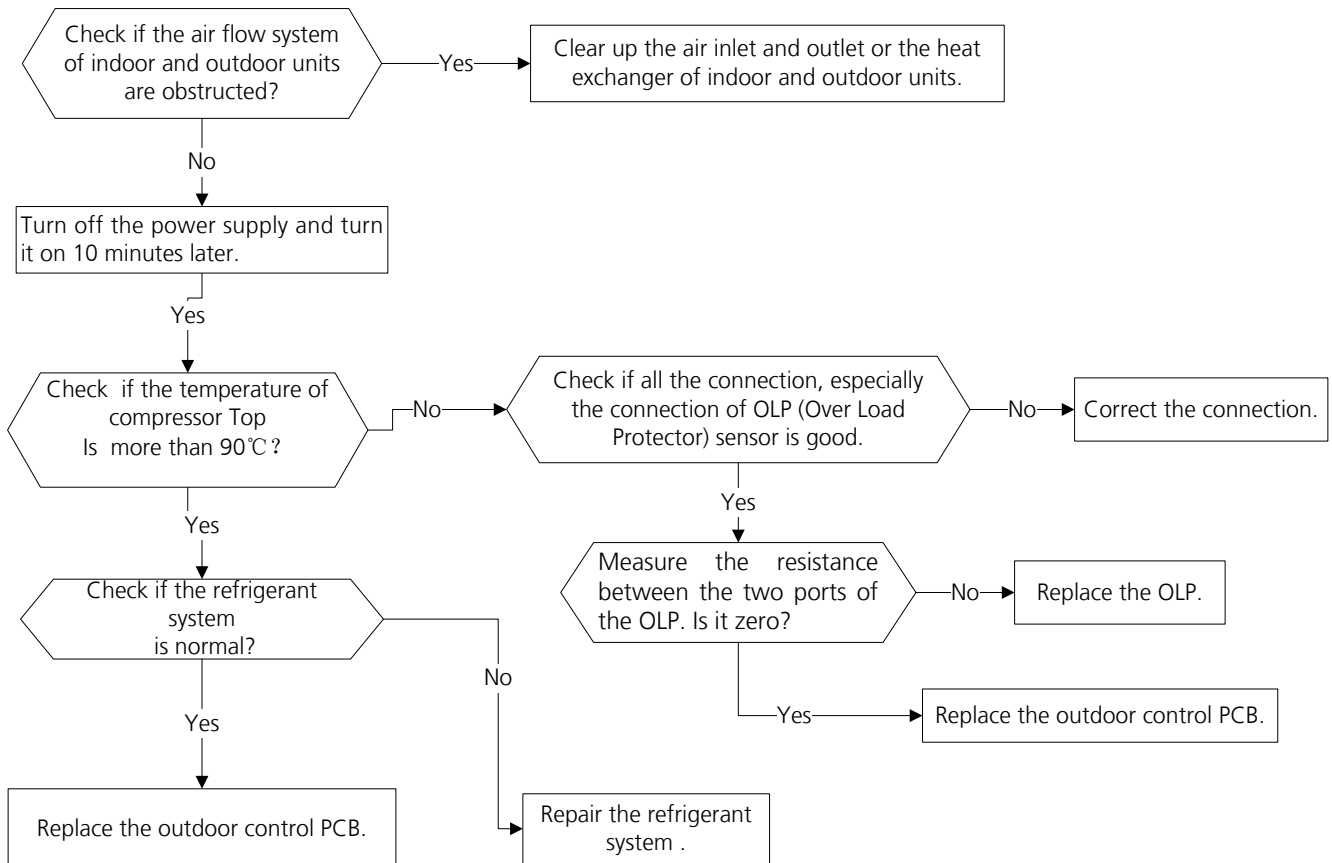 Check if the air flow system
of indoor and outdoor units
are obstructed?
Yes
Clear up the air inlet and outlet or the heat
exchanger of indoor and outdoor units.
No
Turn off the power supply and turn
it on 10 minutes later.
Yes
Check if the temperature of
compressor Top
Is more than 90℃?
No
Check if all the connection, especially
the connection of OLP (Over Load
Protector) sensor is good.
No
Correct the connection.
Yes
Yes
Measure the resistance
between the two ports of
the OLP. Is it zero?
No
Replace the OLP.
Check if the refrigerant
system
is normal?
No
Yes
Yes
Replace the outdoor control PCB.
Replace the outdoor control PCB.
Repair the refrigerant
system .